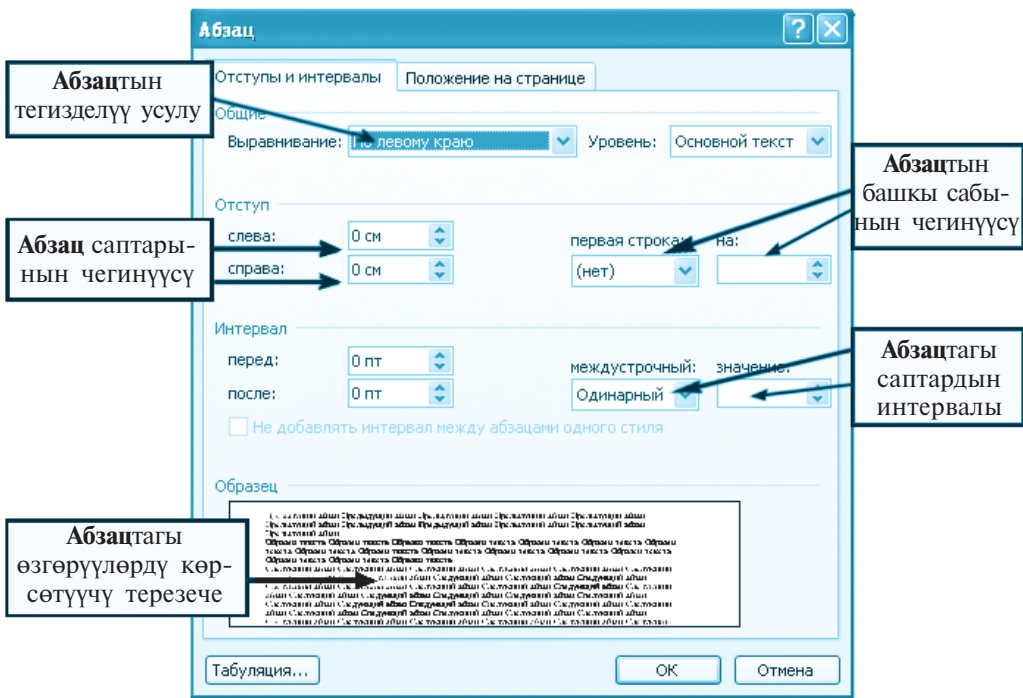 Абзац
Отступы и интервалы
Положение на странице
Абзацтын
тегизделүү усулу
Общие
Выравнивание:
По левому краю
Уровень:
Основной текст
Абзацтын
башкы сабы-
нын чегинүүсү
Отступ
Абзац саптары-
нын чегинүүсү
слева:
0 см
справа:
0 см
первая строка:
на:
(нет)
Интервал
перед:
0 пт
после:
0 пт
междустрочный:
значение:
Одинарный
Абзацтагы
саптардын
интервалы
Не добавлять интервал между абзацами одного стиля
Образец
Абзацтагы
өзгөрүүлөрдү көр-
сөтүүчү терезече
Табуляция...
ОК
Отмена